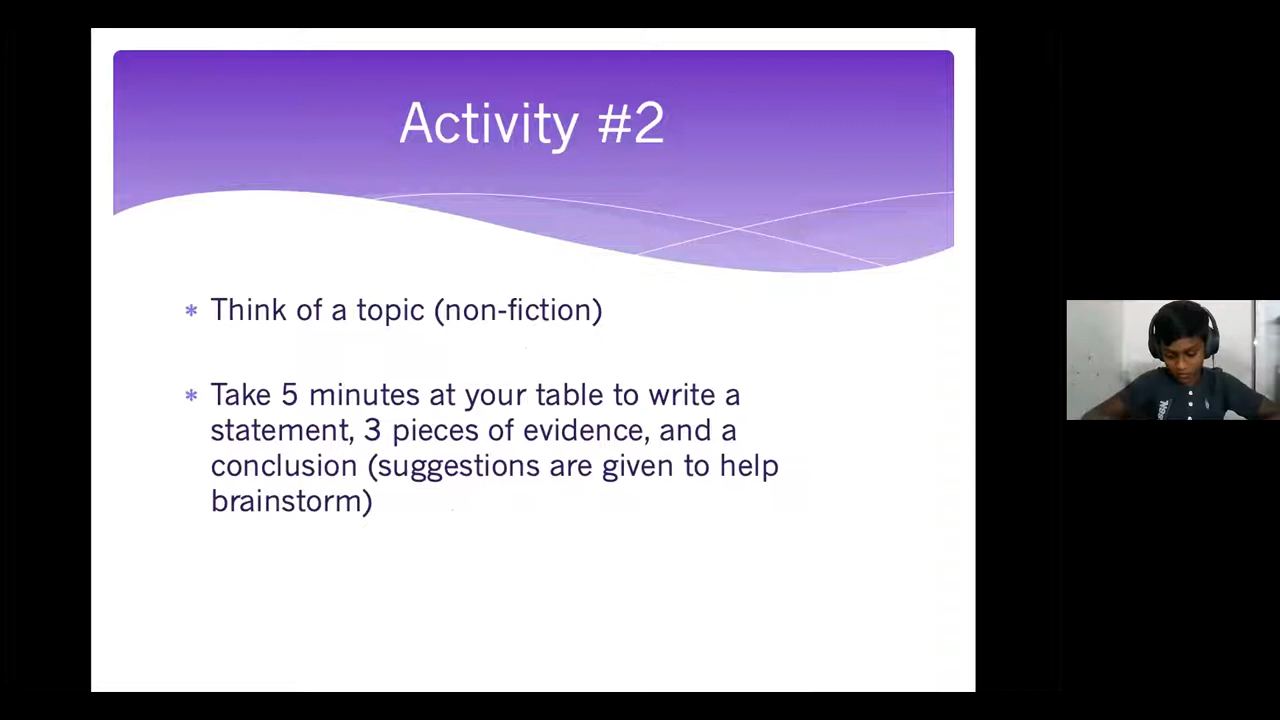 Activity #2
* Think of a topic (non-fiction)
* Take 5 minutes at your table to write a
statement, 3 pieces of evidence, and a
conclusion (suggestions are given to help
brainstorm)